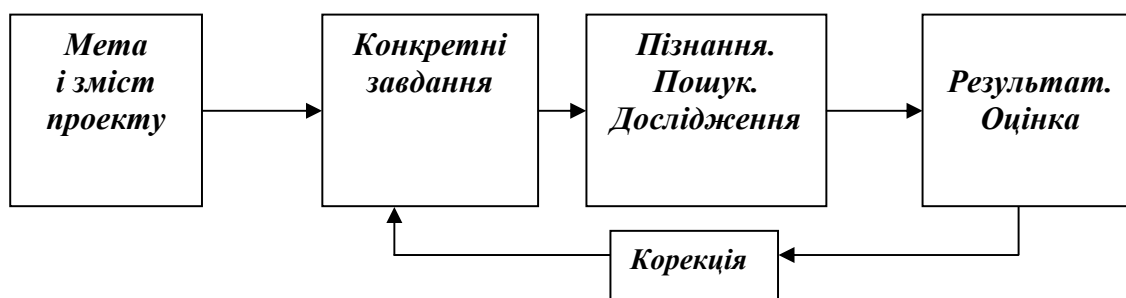 Мета
і зміст
проекту
Конкретні
завдання
Пізнання.
Пошук.
Дослідження
Результат.
Оцінка
Корекція